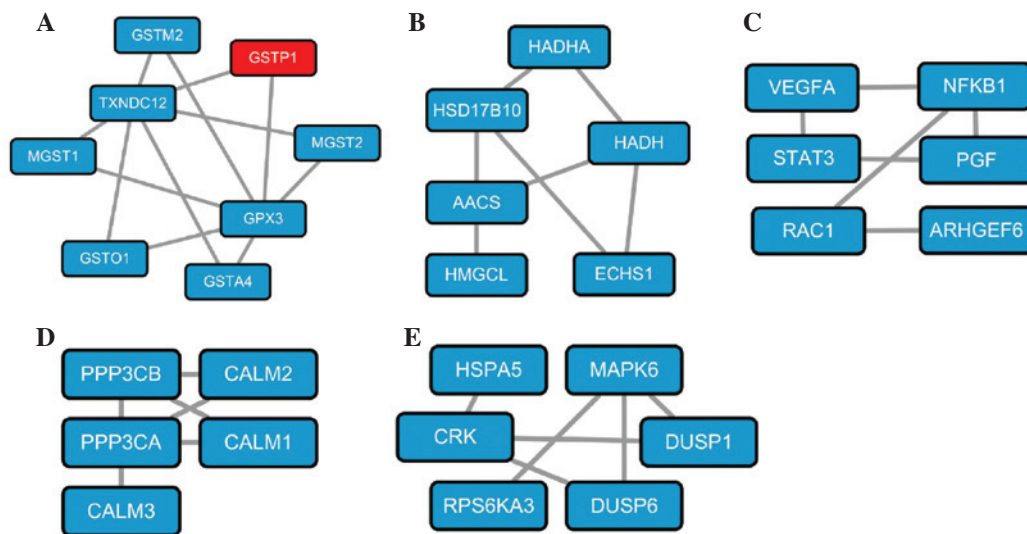 A
GSTM2
GSTP1
TXNDC12
MGST2
MGST1
GPX3
GSTO1
GSTA4
B
HADHA
HSD17B10
HADH
AACS
HMGCL
ECHS1
C
VEGFA
NFKB1
STAT3
PGF
RAC1
ARHGEF6
D
PPP3CB
CALM2
PPP3CA
CALM1
CALM3
E
HSPA5
MAPK6
CRK
DUSP1
RPS6KA3
DUSP6